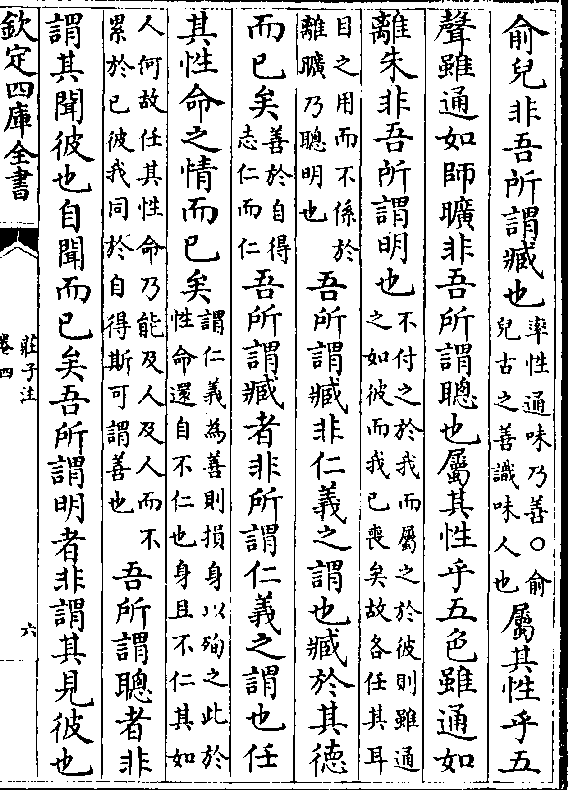 俞兒非吾所謂臧也
率性通味乃善○俞
兒古之善識味人也
屬其性乎五
聲雖通如師曠非吾所謂聰也屬其性乎五色雖通如
離朱非吾所謂明也
不付之於我而屬之於彼則雖通
之如彼而我已喪矣故各任其耳
目之用而不係於
離曠乃聰明也
吾所謂臧非仁義之謂也臧於其德
而已矣
善於自得
志仁而仁
吾所謂臧者非所謂仁義之謂也任
其性命之情而已矣
謂仁義為善則損身以殉之此於
性命還自不仁也身且不仁其如
人何故任其性命乃能及人及人而不
累於已彼我同於自得斯可謂善也
吾所謂聰者非
謂其聞彼也自聞而已矣吾所謂明者非謂其見彼也
欽定四庫全書
莊子注
卷四
六